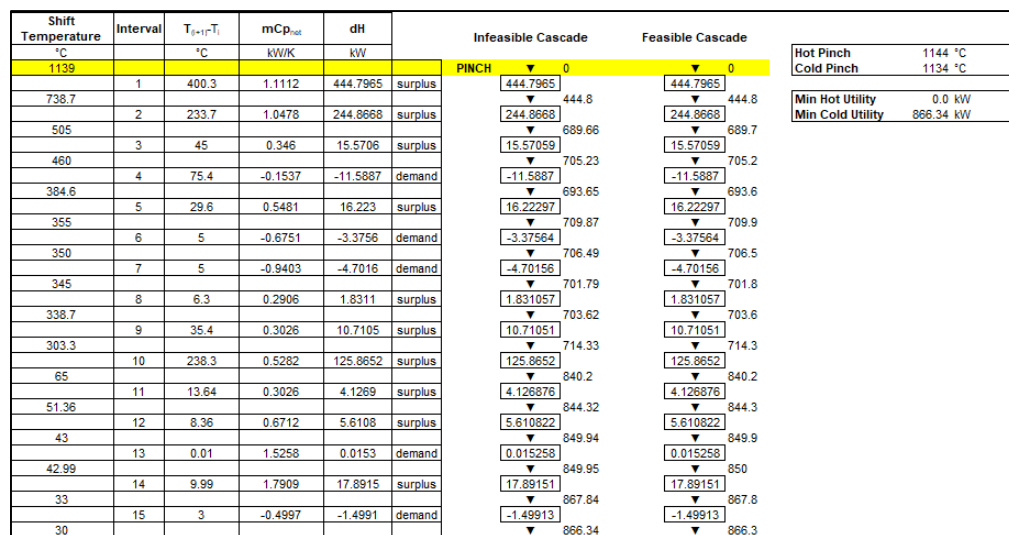 Shift Temperature Interval T(i+1)-Ti mCpnet dH Infeasible Cascade Feasible Cascade
°C °C kW/K kW Hot Pinch 1144 °C
1139 PINCH ▼ 0 ▼ 0 Cold Pinch 1134 °C
1 400.3 1.1112 444.7965 surplus 444.7965 444.7965
738.7 ▼ 444.8 ▼ 444.8 Min Hot Utility 0.0 kW
2 233.7 1.0478 244.8668 surplus 244.8668 244.8668 Min Cold Utility 866.34 kW
505 ▼ 689.66 ▼ 689.7
3 45 0.346 15.5706 surplus 15.57059 15.57059
460 ▼ 705.23 ▼ 705.2
4 75.4 -0.1537 -11.5887 demand -11.5887 -11.5887
384.6 ▼ 693.65 ▼ 693.6
5 29.6 0.5481 16.223 surplus 16.22297 16.22297
355 ▼ 709.87 ▼ 709.9
6 5 -0.6751 -3.3756 demand -3.37564 -3.37564
350 ▼ 706.49 ▼ 706.5
7 5 -0.9403 -4.7016 demand -4.70156 -4.70156
345 ▼ 701.79 ▼ 701.8
8 6.3 0.2906 1.8311 surplus 1.831057 1.831057
338.7 ▼ 703.62 ▼ 703.6
9 35.4 0.3026 10.7105 surplus 10.71051 10.71051
303.3 ▼ 714.33 ▼ 714.3
10 238.3 0.5282 125.8652 surplus 125.8652 125.8652
65 ▼ 840.2 ▼ 840.2
11 13.64 0.3026 4.1269 surplus 4.126876 4.126876
51.36 ▼ 844.32 ▼ 844.3
12 8.36 0.6712 5.6108 surplus 5.610822 5.610822
43 ▼ 849.94 ▼ 849.9
13 0.01 1.5258 0.0153 demand 0.015258 0.015258
42.99 ▼ 849.95 ▼ 850
14 9.99 1.7909 17.8915 surplus 17.89151 17.89151
33 ▼ 867.84 ▼ 867.8
15 3 -0.4997 -1.4991 demand -1.49913 -1.49913
30 ▼ 866.34 ▼ 866.3